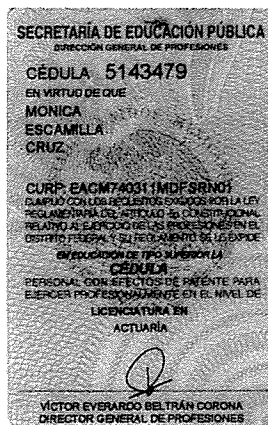 SECRETARÍA DE EDUCACIÓN PÚBLICA
DIRECCIÓN GENERAL DE PROFESIONES
CÉDULA 5143479
EN VIRTUD DE QUE
MONICA
ESCAMILLA
CRUZ
CURP: EACM740311MDFSRN01
CUMPLIÓ CON LOS REQUISITOS EXIGIDOS POR LA LEY
REGLAMENTARIA DEL ARTÍCULO 5o. CONSTITUCIONAL
RELATIVO AL EJERCICIO DE LAS PROFESIONES EN EL
DISTRITO FEDERAL Y SU REGLAMENTO SE LE EXPIDE
EN EDUCACIÓN DE TIPO SUPERIOR LA
CÉDULA
PERSONAL CON EFECTOS DE PATENTE PARA
EJERCER PROFESIONALMENTE EN EL NIVEL DE
LICENCIATURA EN
ACTUARÍA
VÍCTOR EVERARDO BELTRÁN CORONA
DIRECTOR GENERAL DE PROFESIONES